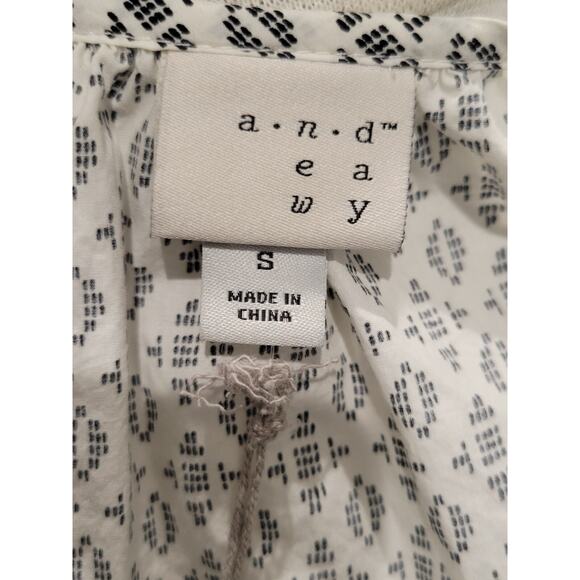 a · n · d™
e a
w y
S
MADE IN
CHINA